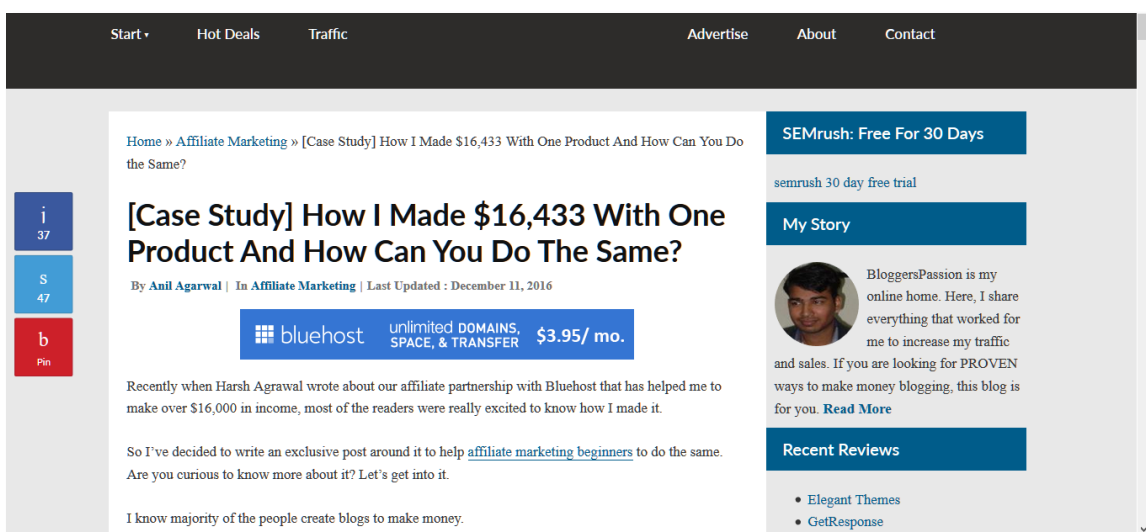 Start ▾ Hot Deals Traffic Advertise About Contact
Home » Affiliate Marketing » [Case Study] How I Made $16,433 With One Product And How Can You Do
the Same?
[Case Study] How I Made $16,433 With One
Product And How Can You Do The Same?
By Anil Agarwal | In Affiliate Marketing | Last Updated : December 11, 2016
bluehost
unlimited DOMAINS,
SPACE, & TRANSFER
$3.95/ mo.
Recently when Harsh Agrawal wrote about our affiliate partnership with Bluehost that has helped me to
make over $16,000 in income, most of the readers were really excited to know how I made it.
So I've decided to write an exclusive post around it to help affiliate marketing beginners to do the same.
Are you curious to know more about it? Let's get into it.
I know majority of the people create blogs to make money.
j
37
s
47
b
Pin
SEMrush: Free For 30 Days
semrush 30 day free trial
My Story
BloggersPassion is my
online home. Here, I share
everything that worked for
me to increase my traffic
and sales. If you are looking for PROVEN
ways to make money blogging, this blog is
for you. Read More
Recent Reviews
• Elegant Themes
• GetResponse